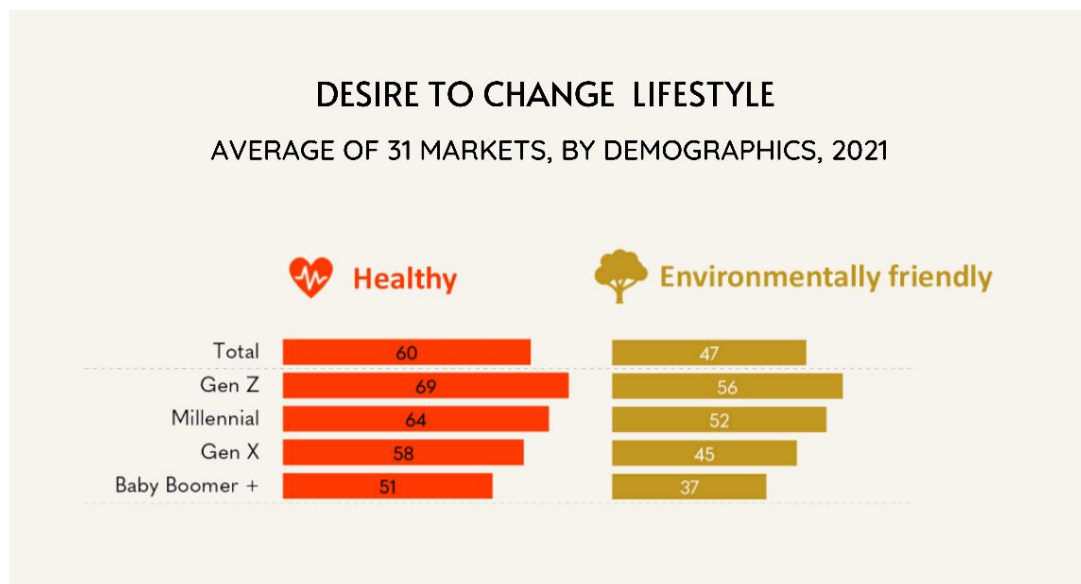 DESIRE TO CHANGE LIFESTYLE
AVERAGE OF 31 MARKETS, BY DEMOGRAPHICS, 2021
Healthy Environmentally friendly
Total 60 47
Gen Z 69 56
Millennial 64 52
Gen X 58 45
Baby Boomer + 51 37